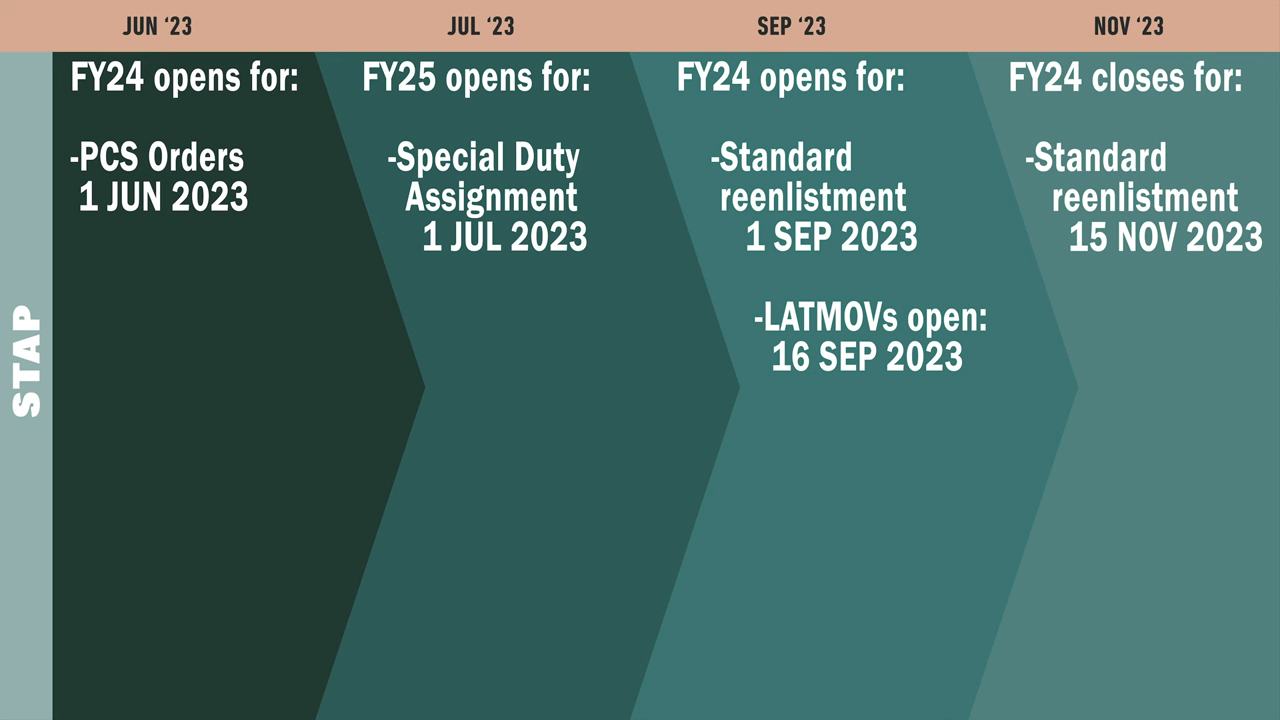 JUN ‘23
JUL ‘23
SEP ‘23
NOV ‘23
STAP
FY24 opens for:
-PCS Orders
1 JUN 2023
FY25 opens for:
-Special Duty
Assignment
1 JUL 2023
FY24 opens for:
-Standard
reenlistment
1 SEP 2023
-LATMOVs open:
16 SEP 2023
FY24 closes for:
-Standard
reenlistment
15 NOV 2023